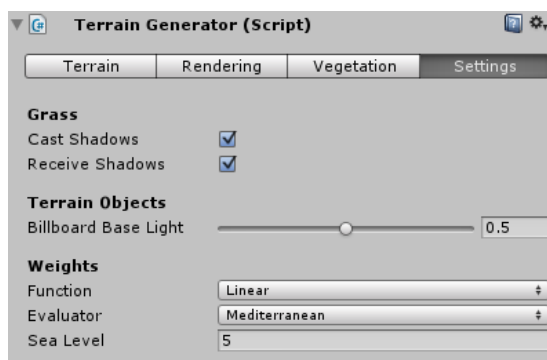 Terrain Generator (Script)
Terrain Rendering Vegetation Settings
Grass
Cast Shadows
Receive Shadows
Terrain Objects
Billboard Base Light 0.5
Weights
Function Linear
Evaluator Mediterranean
Sea Level 5